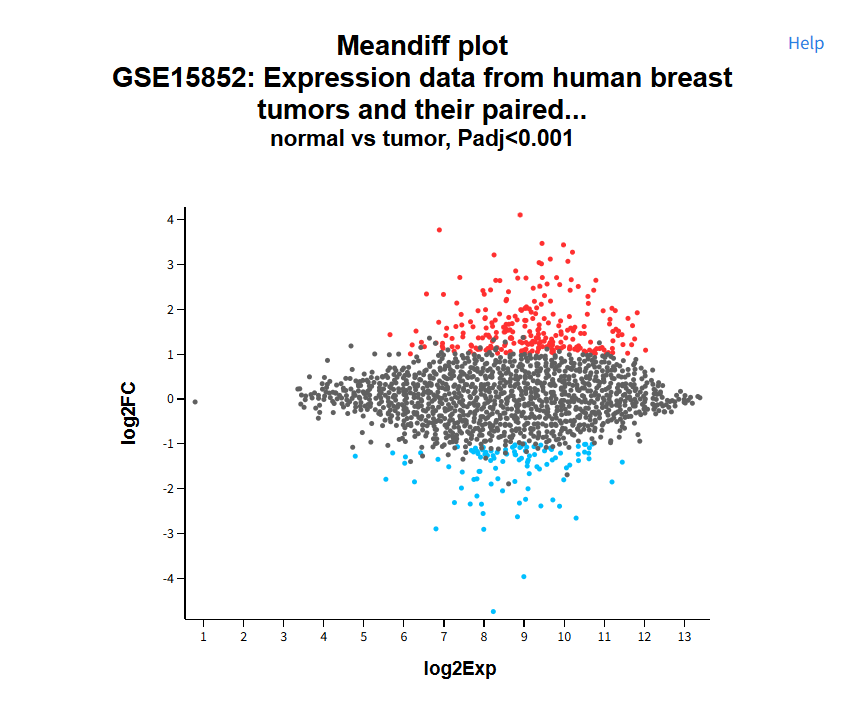 Help
Meandiff plot
GSE15852: Expression data from human breast
tumors and their paired...
normal vs tumor, Padj<0.001
4
3
2
1
0
-1
-2
-3
-4
log2FC
1 2 3 4 5 6 7 8 9 10 11 12 13
log2Exp